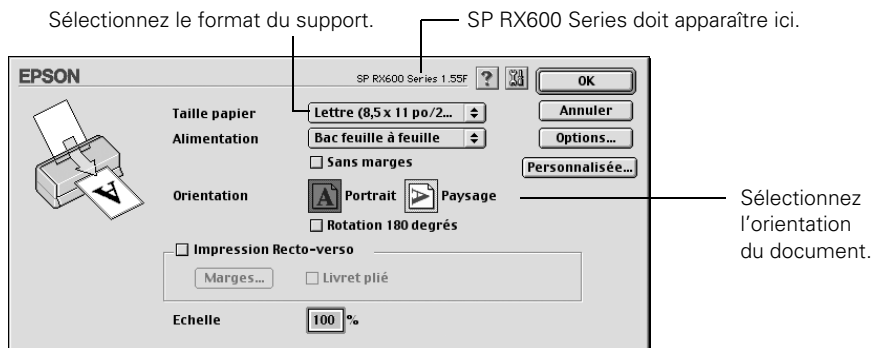 Sélectionnez le format du support.
SP RX600 Series doit apparaître ici.
EPSON
SP RX600 Series 1.55F
?
OK
Taille papier
Lettre (8,5 x 11 po/2...
Annuler
Alimentation
Bac feuille à feuille
Options...
Sans marges
Personnalisée...
Orientation
A
Portrait
A
Paysage
Sélectionnez
l'orientation
du document.
Rotation 180 degrés
A
Impression Recto-verso
Marges...
Livret plié
Echelle
100 %